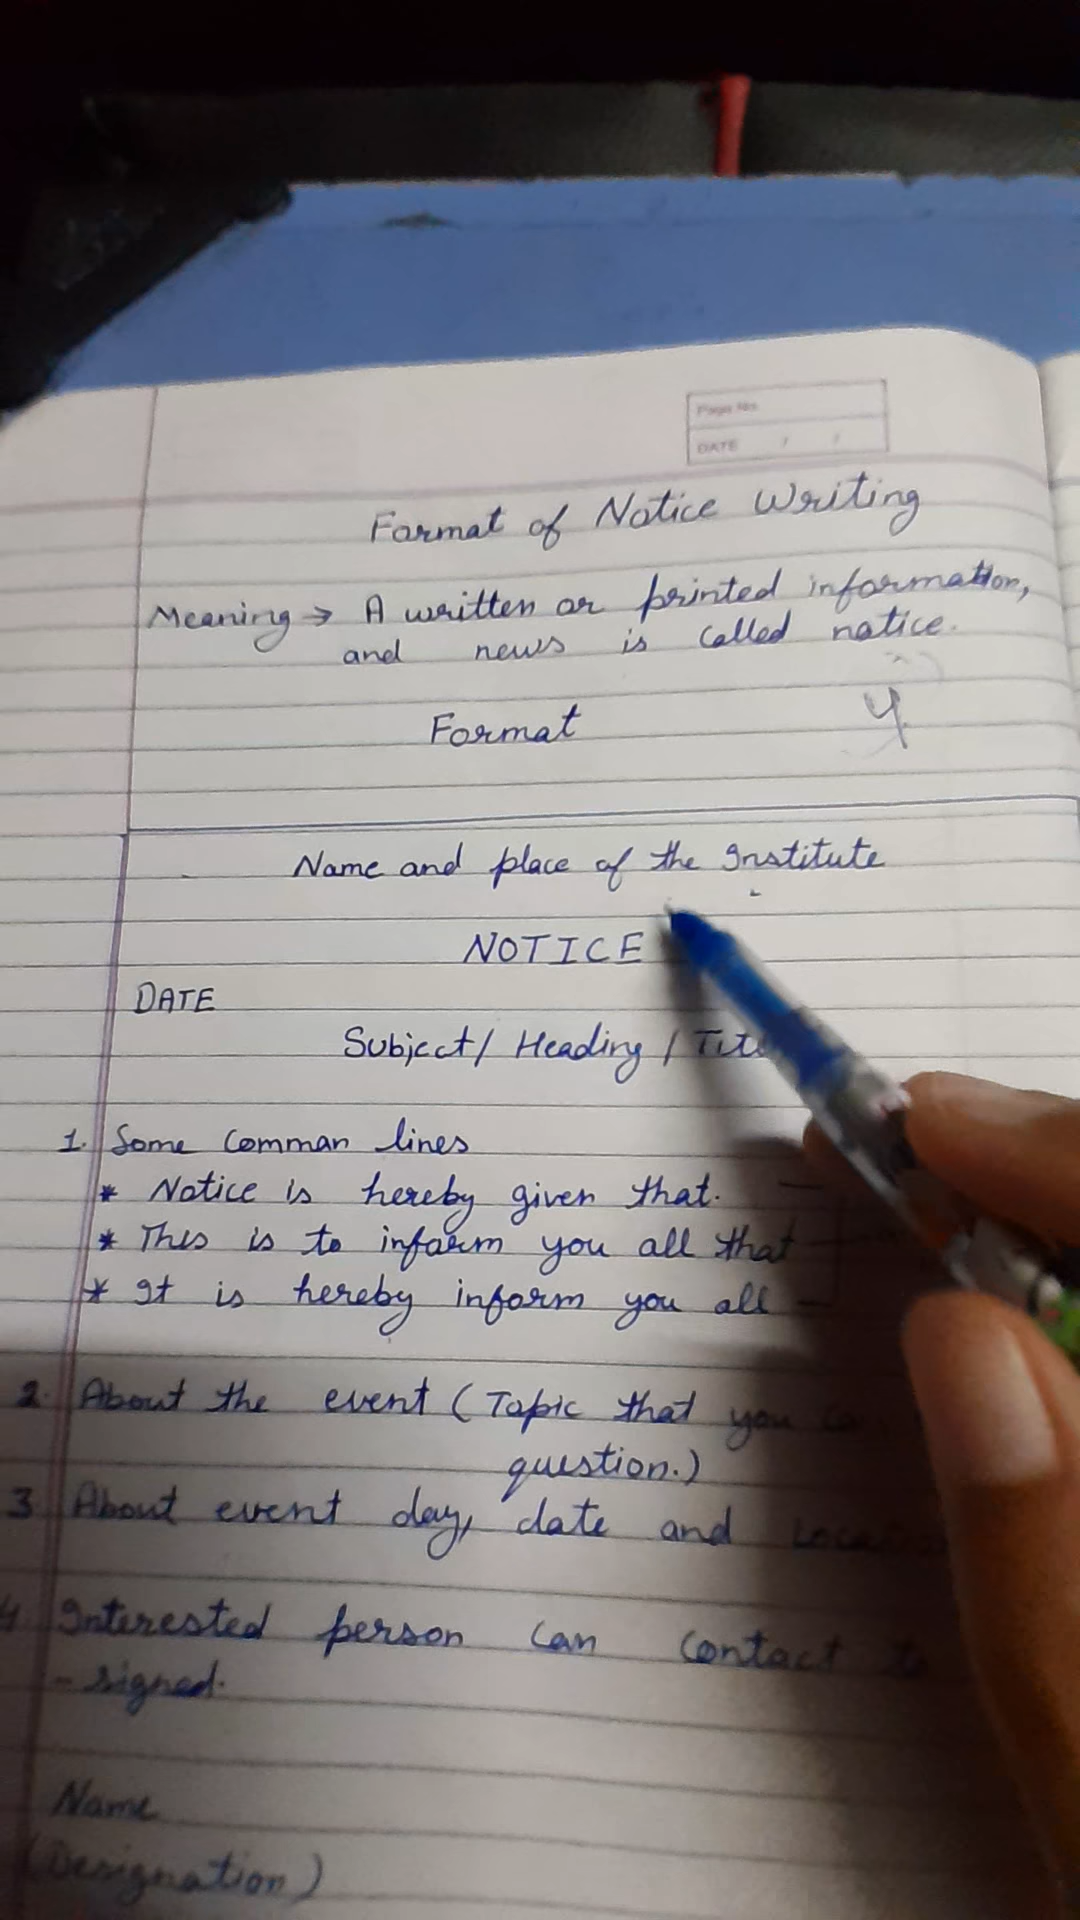 Page No.
DATE / /
Format of Notice Writing
Meaning → A written or printed information,
and news is called notice.
Format
Name and place of the Institute
NOTICE
DATE
Subject / Heading /
1. Some Comman lines
* Notice is hereby given that.
* This is to inform you all that
* It is hereby inform you all
2. About the event (Topic that you
question.)
3 About event day, date and
4. Interested person can contact
- signed.
Name
(Designation)